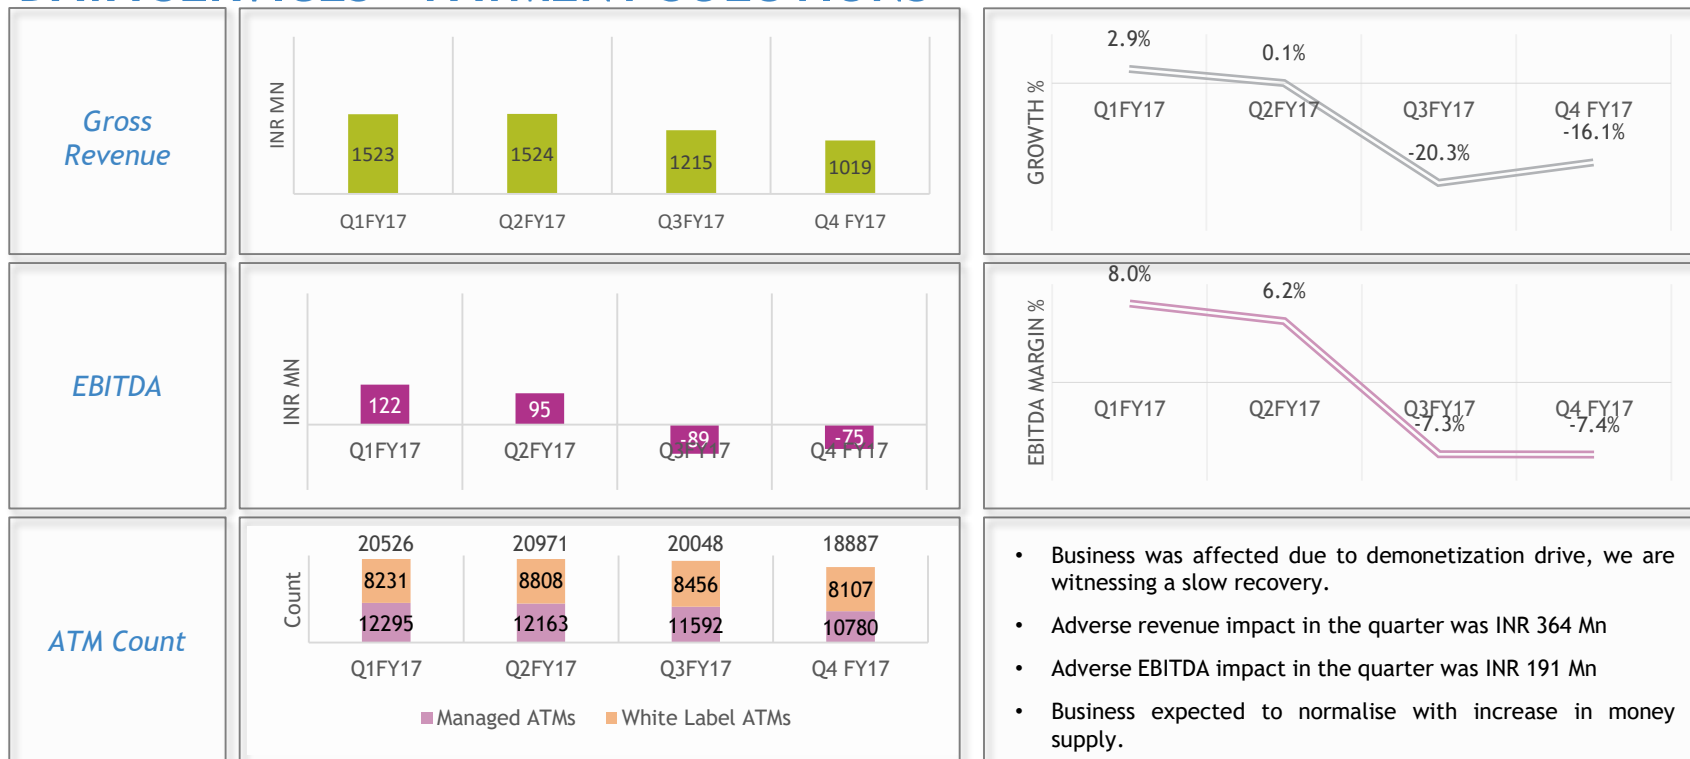 Gross
Revenue
INR MN
1523
1524
1215
1019
Q1FY17
Q2FY17
Q3FY17
Q4 FY17
GROWTH %
2.9%
0.1%
Q1FY17
Q2FY17
Q3FY17
Q4 FY17
-20.3%
-16.1%
EBITDA
INR MN
122
95
-89
-75
Q1FY17
Q2FY17
Q3FY17
Q4 FY17
EBITDA MARGIN %
8.0%
6.2%
Q1FY17
Q2FY17
Q3FY17
Q4 FY17
-7.3%
-7.4%
ATM Count
Count
20526
20971
20048
18887
8231
8808
8456
8107
12295
12163
11592
10780
Q1FY17
Q2FY17
Q3FY17
Q4 FY17
Managed ATMs
White Label ATMs
• Business was affected due to demonetization drive, we are
witnessing a slow recovery.
• Adverse revenue impact in the quarter was INR 364 Mn
• Adverse EBITDA impact in the quarter was INR 191 Mn
• Business expected to normalise with increase in money
supply.